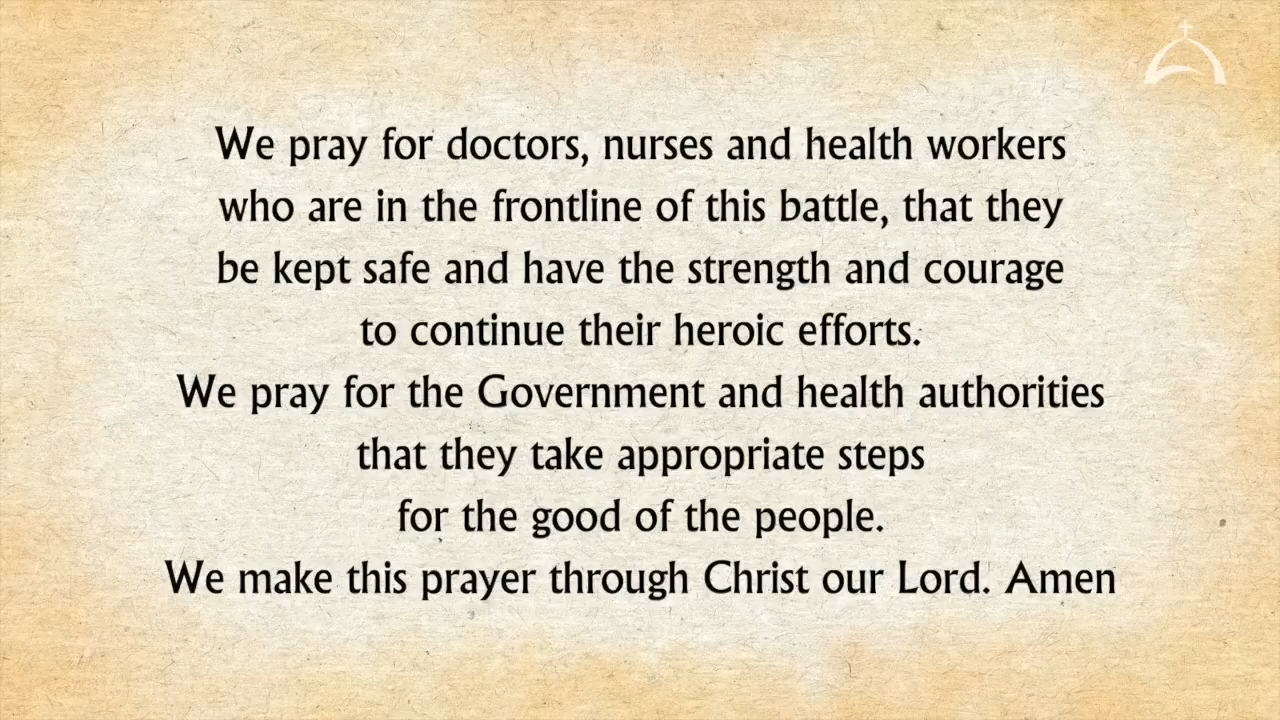 We pray for doctors, nurses and health workers
who are in the frontline of this battle, that they
be kept safe and have the strength and courage
to continue their heroic efforts.
We pray for the Government and health authorities
that they take appropriate steps
for the good of the people.
We make this prayer through Christ our Lord. Amen